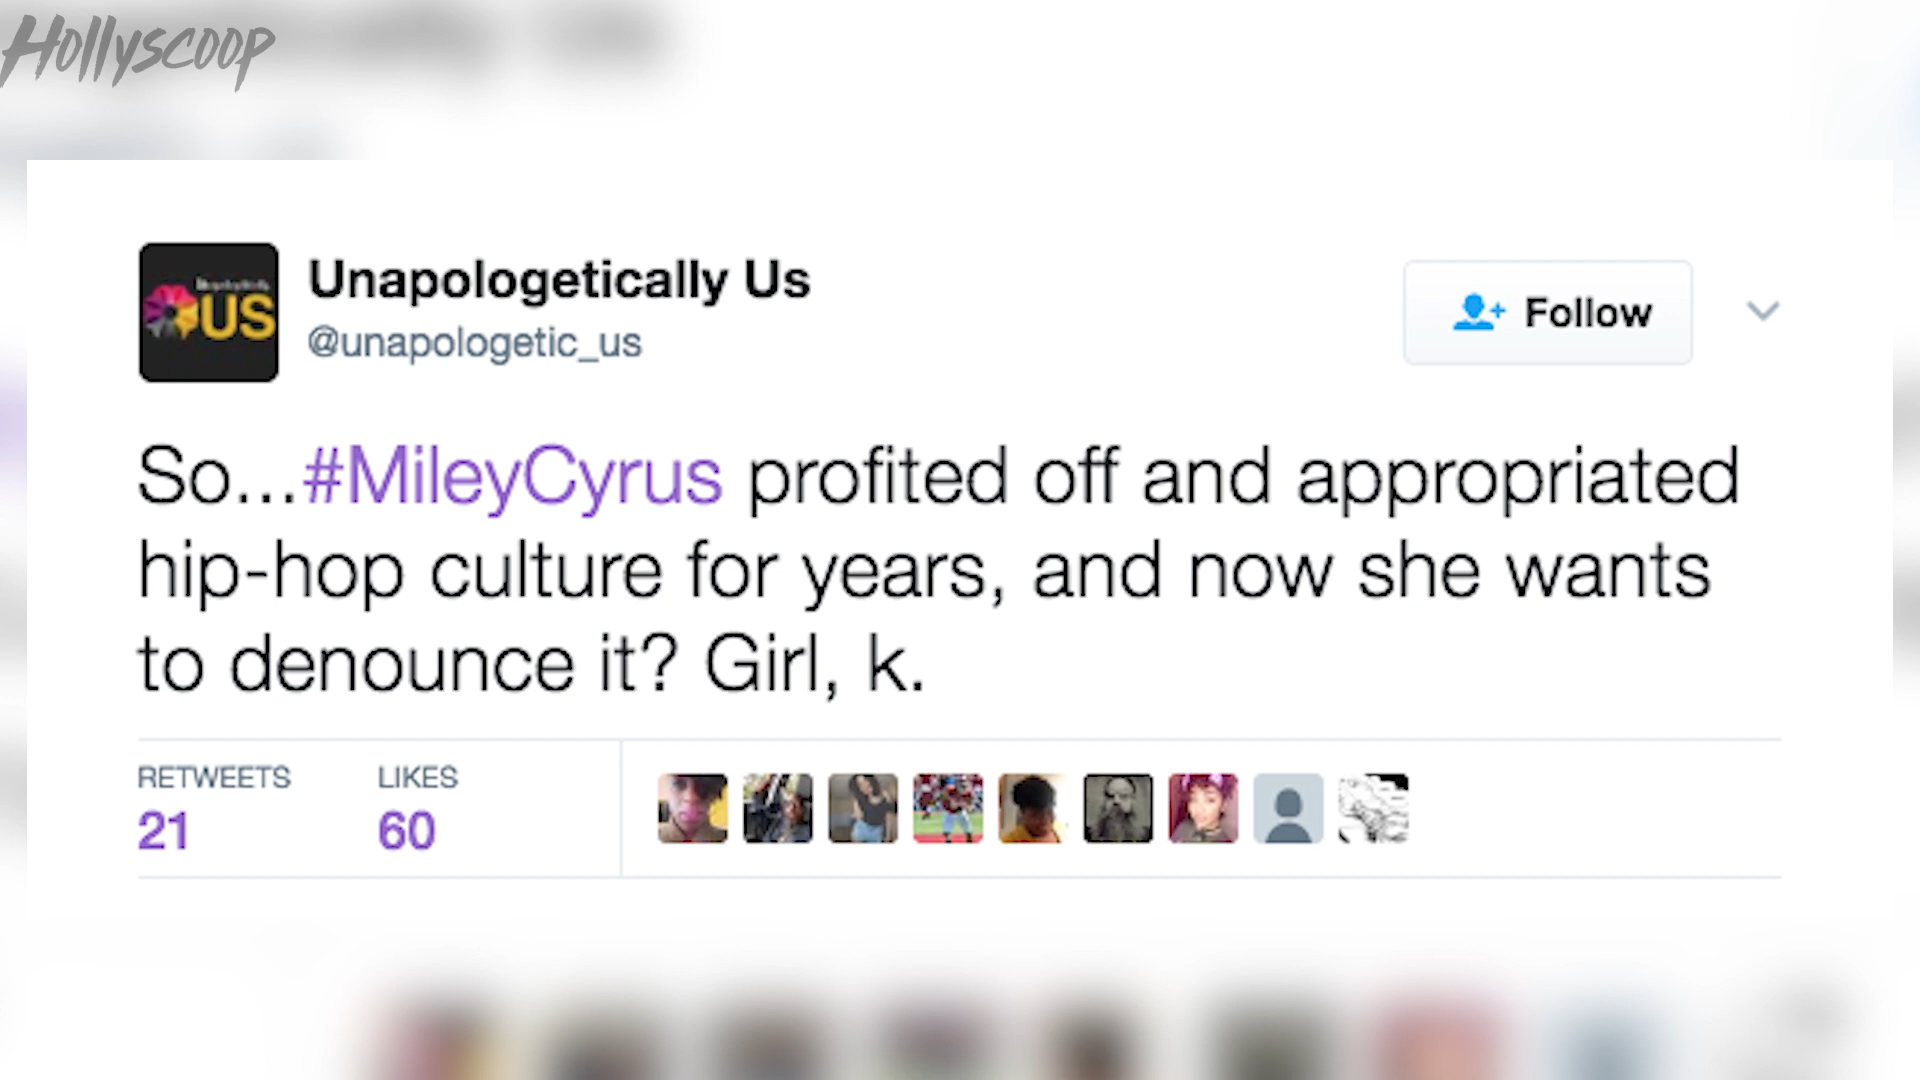 Hollyscoop
Unapologetically Us
@unapologetic_us
US
Follow
So...#MileyCyrus profited off and appropriated
hip-hop culture for years, and now she wants
to denounce it? Girl, k.
RETWEETS LIKES
21 60